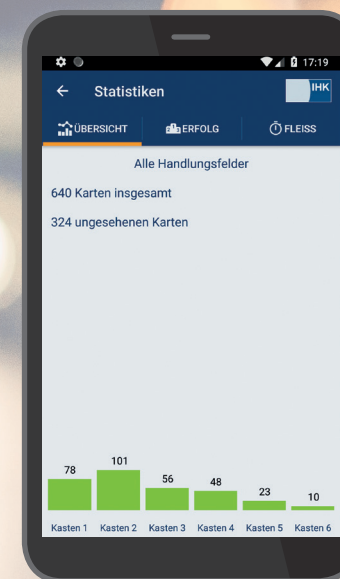 17:19
Statistiken
IHK
ÜBERSICHT ERFOLG FLEISS
Alle Handlungsfelder
640 Karten insgesamt
324 ungesehenen Karten
78 101 56 48 23 10
Kasten 1 Kasten 2 Kasten 3 Kasten 4 Kasten 5 Kasten 6